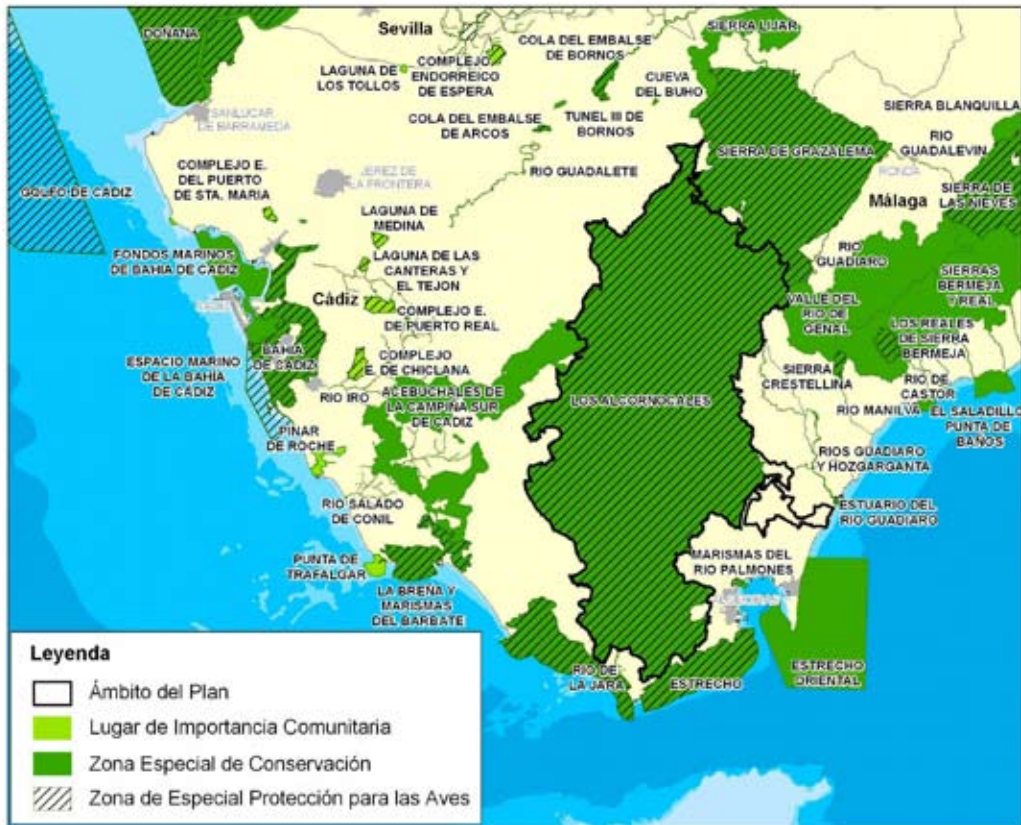 Sevilla
DOÑANA
SIERRA LIJAR
COLA DEL EMBALSE
DE BORNOS
COMPLEJO
ENDORREICO
DE ESPERA
LAGUNA DE
LOS TOLLOS
CUEVA
DEL BUHO
SANLUCAR
DE BARRAMEDA
COLA DEL EMBALSE
DE ARCOS
TUNEL III DE
BORNOS
SIERRA BLANQUILLA
RIO
GUADALEVIN
SIERRA DE GRAZALEMA
COMPLEJO E.
DEL PUERTO
DE STA. MARIA
JEREZ DE
LA FRONTERA
RIO GUADALETE
RONDA
GOLFO DE CADIZ
Málaga
SIERRA DE
LAS NIEVES
LAGUNA DE
MEDINA
FONDOS MARINOS
DE BAHIA DE CADIZ
LAGUNA DE LAS
CANTERAS Y
EL TEJON
RIO
GUADIARO
SIERRAS
BERMEJA
Y REAL
Cádiz
COMPLEJO E.
DE PUERTO REAL
VALLE DEL
RIO DE
GENAL
LOS REALES
DE SIERRA
BERMEJA
BAHIA
DE CADIZ
ESPACIO MARINO
DE LA BAHIA
DE CÁDIZ
COMPLEJO
E. DE CHICLANA
SIERRA
CRESTELLINA
RIO IRO
ACEBUCHALES DE
LA CAMPIÑA SUR
DE CADIZ
LOS ALCORNOCALES
RIO DE
CASTOR
RIO MANILVA
EL SALADILLO
PUNTA DE
BAÑOS
PINAR
DE ROCHE
RIOS GUADIARO
Y HOZGARGANTA
RIO SALADO
DE CONIL
ESTUARIO DEL
RIO GUADIARO
PUNTA DE
TRAFALGAR
MARISMAS DEL
RIO PALMONES
LA BREÑA Y
MARISMAS
DEL BARBATE
ALGECIRAS
RIO DE
LA JARA
ESTRECHO
ESTRECHO
ORIENTAL
Leyenda
Ámbito del Plan
Lugar de Importancia Comunitaria
Zona Especial de Conservación
Zona de Especial Protección para las Aves